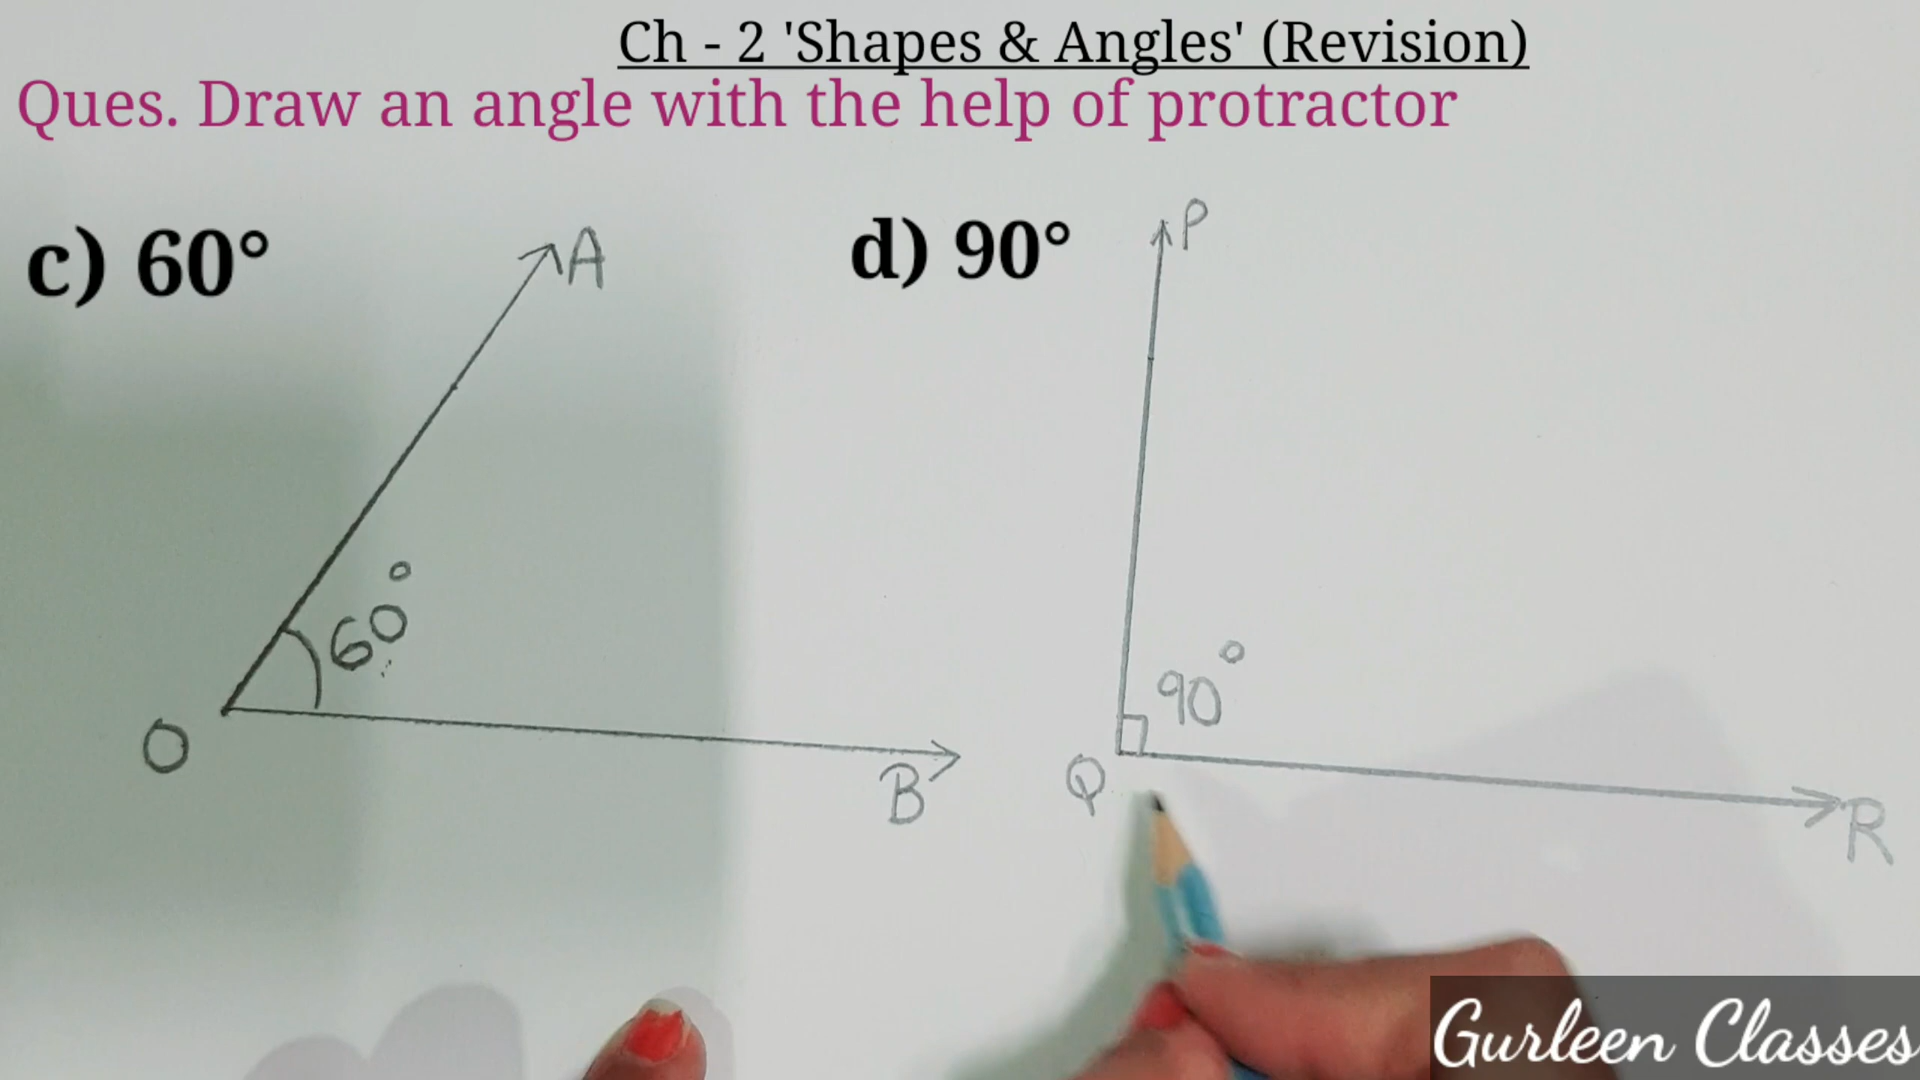 Ch - 2 'Shapes & Angles' (Revision)
Ques. Draw an angle with the help of protractor
c) 60°
A
60°
O
B
d) 90°
P
90°
Q
R
Gurleen Classes